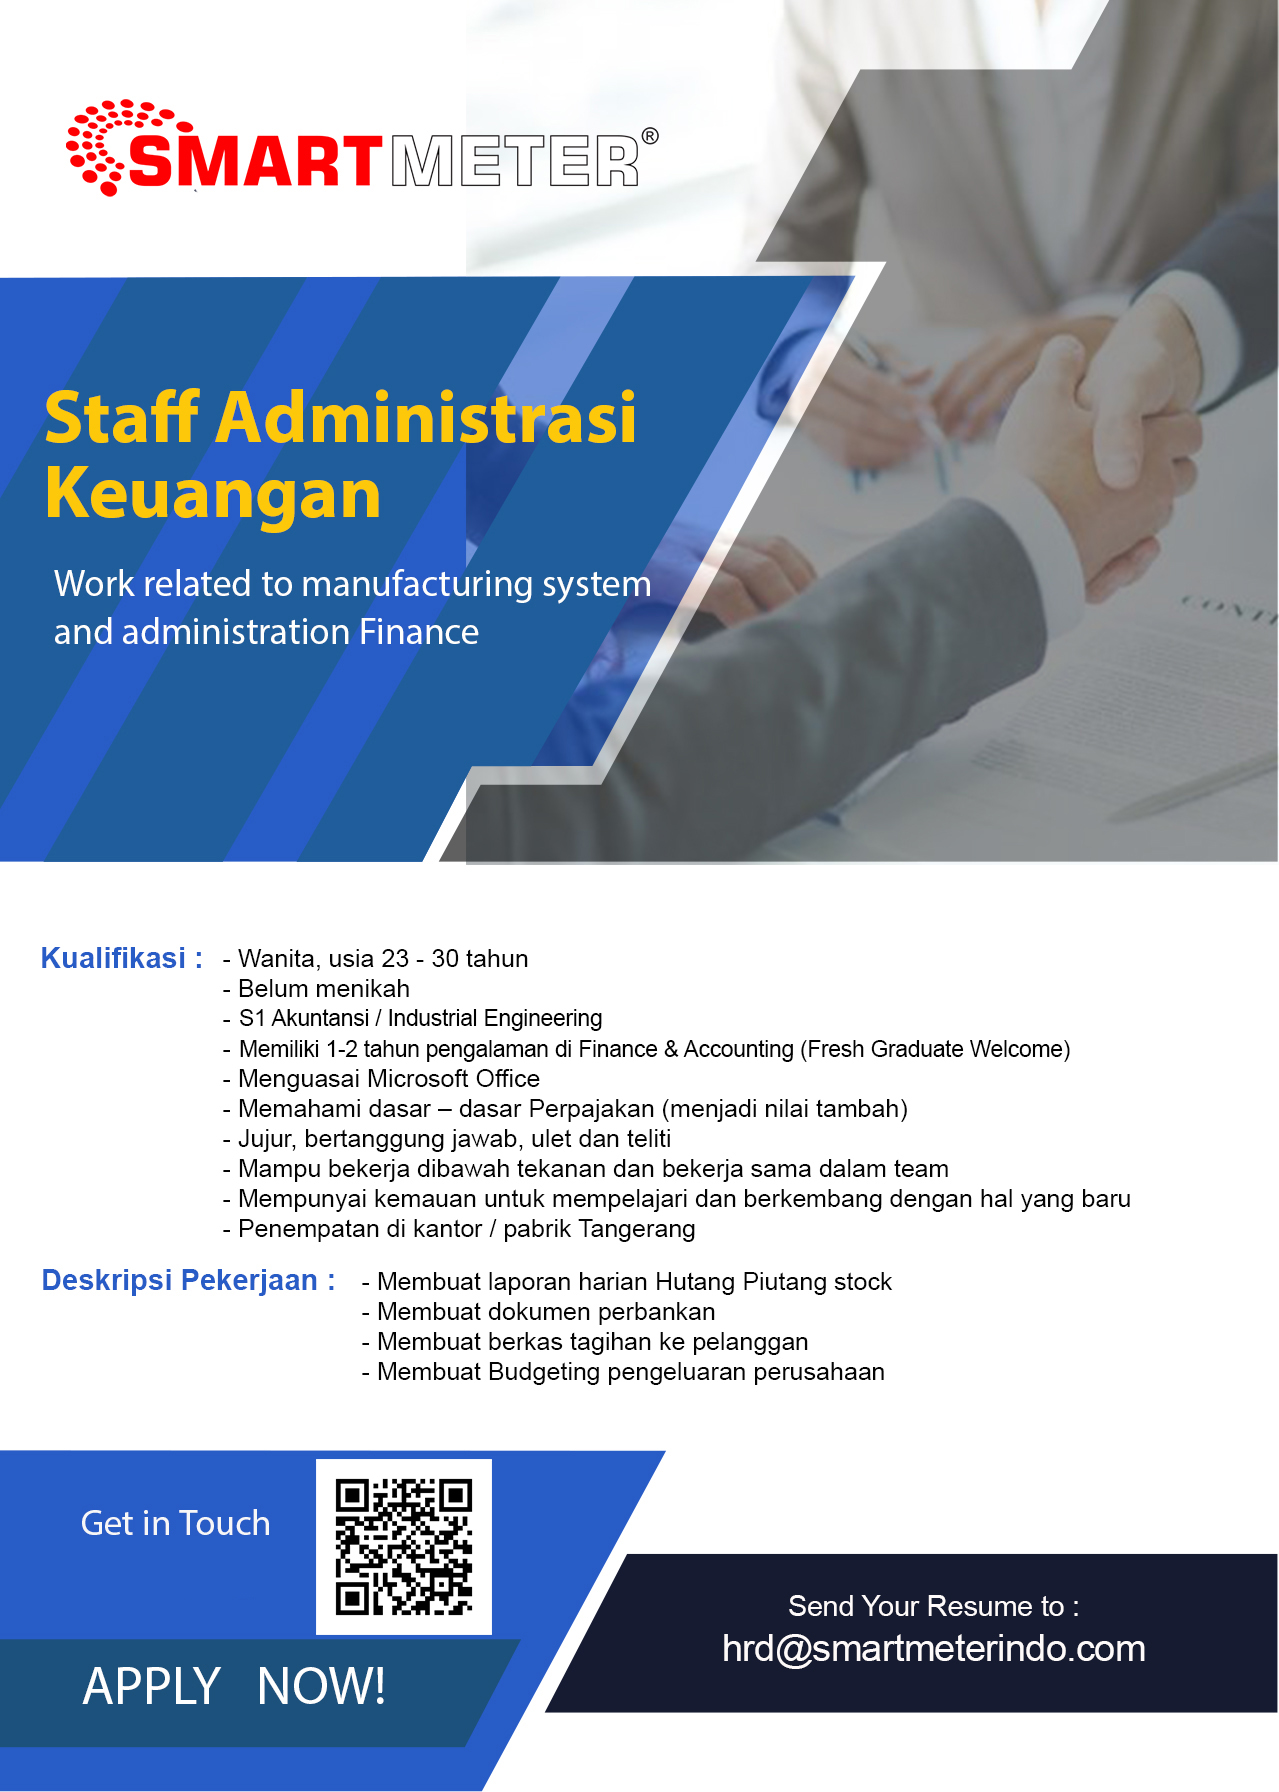 SMART METER®
Staff Administrasi
Keuangan
Work related to manufacturing system
and administration Finance
Kualifikasi :
- Wanita, usia 23 - 30 tahun
- Belum menikah
- S1 Akuntansi / Industrial Engineering
- Memiliki 1-2 tahun pengalaman di Finance & Accounting (Fresh Graduate Welcome)
- Menguasai Microsoft Office
- Memahami dasar – dasar Perpajakan (menjadi nilai tambah)
- Jujur, bertanggung jawab, ulet dan teliti
- Mampu bekerja dibawah tekanan dan bekerja sama dalam team
- Mempunyai kemauan untuk mempelajari dan berkembang dengan hal yang baru
- Penempatan di kantor / pabrik Tangerang
Deskripsi Pekerjaan :
- Membuat laporan harian Hutang Piutang stock
- Membuat dokumen perbankan
- Membuat berkas tagihan ke pelanggan
- Membuat Budgeting pengeluaran perusahaan
Get in Touch
APPLY NOW!
Send Your Resume to :
hrd@smartmeterindo.com